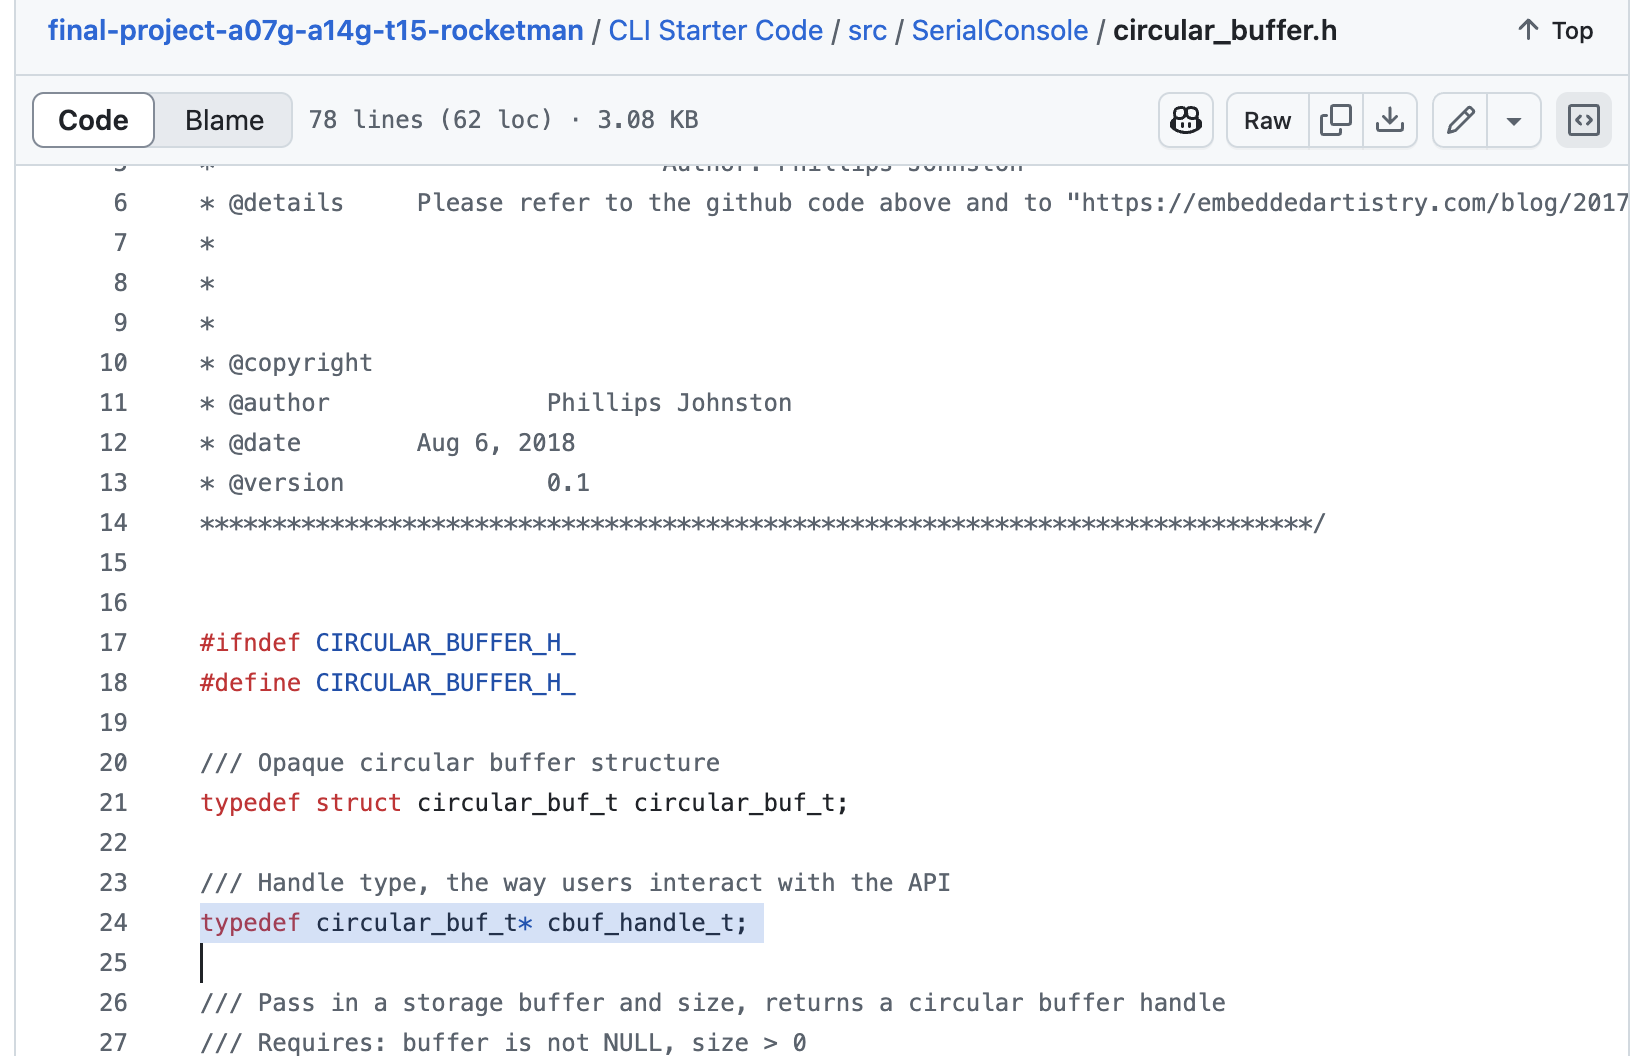 final-project-a07g-a14g-t15-rocketman / CLI Starter Code / src / SerialConsole / circular_buffer.h ↑ Top
Code Blame 78 lines (62 loc) · 3.08 KB Raw
5 * Author: Phillips Johnston
6 * @details Please refer to the github code above and to "https://embeddedartistry.com/blog/2017
7 *
8 *
9 *
10 * @copyright
11 * @author Phillips Johnston
12 * @date Aug 6, 2018
13 * @version 0.1
14 *****************************************************************************/
15
16
17 #ifndef CIRCULAR_BUFFER_H_
18 #define CIRCULAR_BUFFER_H_
19
20 /// Opaque circular buffer structure
21 typedef struct circular_buf_t circular_buf_t;
22
23 /// Handle type, the way users interact with the API
24 typedef circular_buf_t* cbuf_handle_t;
25
26 /// Pass in a storage buffer and size, returns a circular buffer handle
27 /// Requires: buffer is not NULL, size > 0